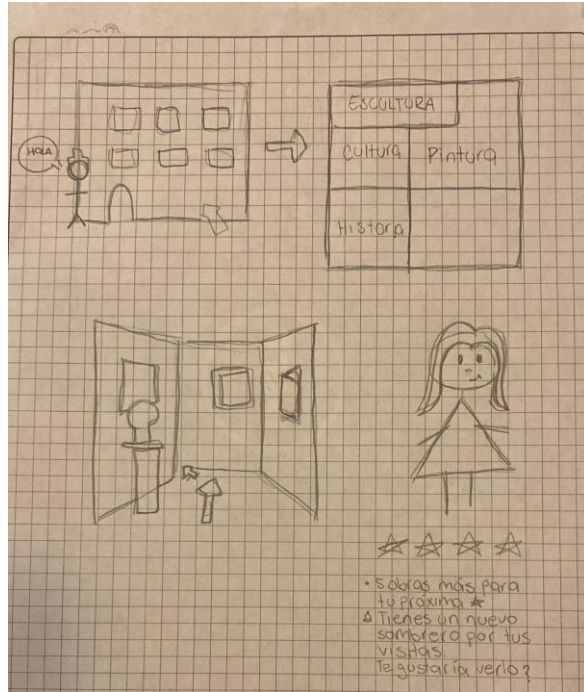 HOLA
ESCULTURA
Cultura
Pintura
Historia
• 5 obras más para
tu próxima ★
△ Tienes un nuevo
sombrero por tus
visitas.
Te gustaría verlo?